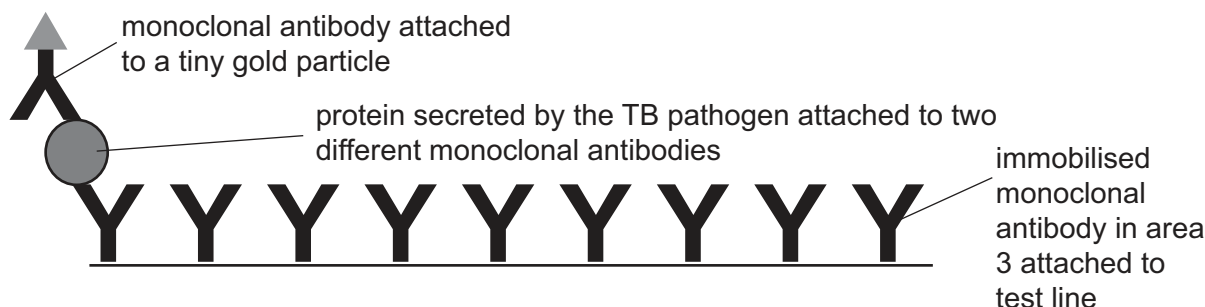 monoclonal antibody attached
to a tiny gold particle
protein secreted by the TB pathogen attached to two
different monoclonal antibodies
immobilised
monoclonal
antibody in area
3 attached to
test line